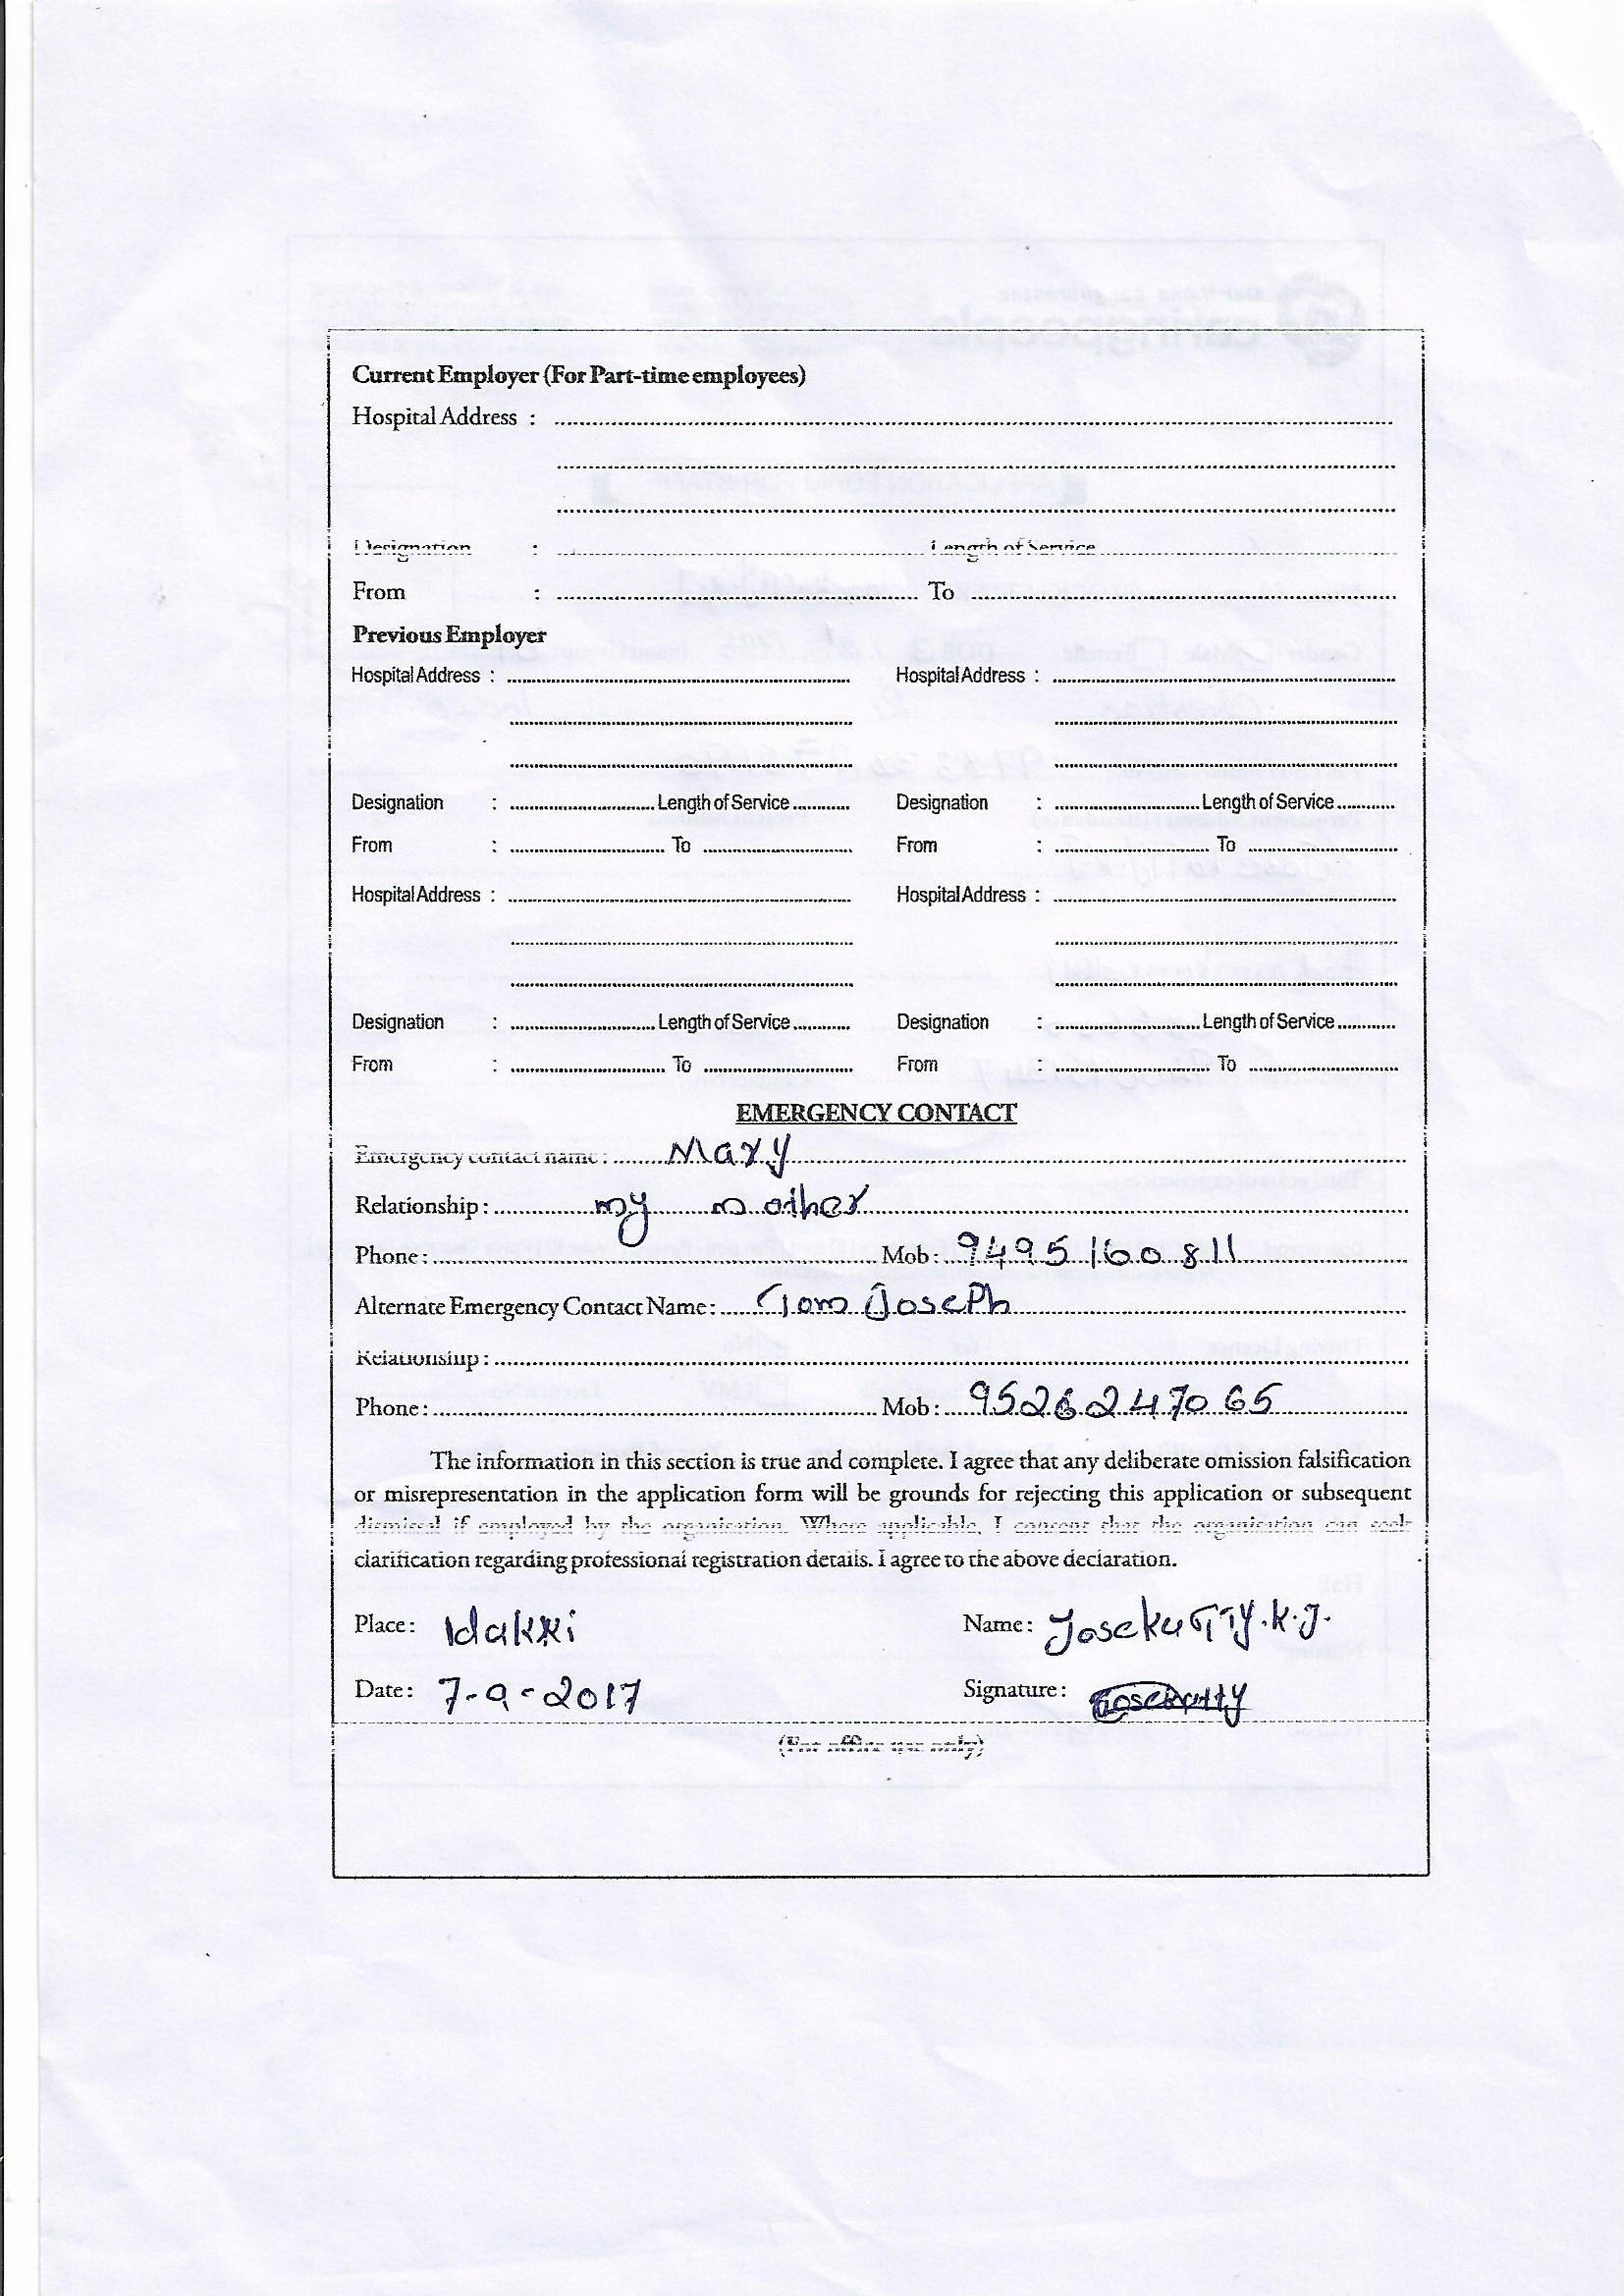 Current Employer (For Part-time employees)
Hospital Address :
Designation : Length of Service
From : To
Previous Employer
Hospital Address : Hospital Address :
Designation : Length of Service Designation : Length of Service
From : To From : To
Hospital Address : Hospital Address :
Designation : Length of Service Designation : Length of Service
From : To From : To
EMERGENCY CONTACT
Emergency contact name : Mary
Relationship : my mother
Phone : Mob : 9495160811
Alternate Emergency Contact Name : Tom Joseph
Relationship :
Phone : Mob : 9526247065
The information in this section is true and complete. I agree that any deliberate omission falsification
or misrepresentation in the application form will be grounds for rejecting this application or subsequent
dismissal if employed by the organisation. Where applicable, I consent that the organisation can seek
clarification regarding professional registration details. I agree to the above declaration.
Place : Idakki Name : JosekuTTy.K.J.
Date : 7-9-2017 Signature : Josekutty
(For office use only)